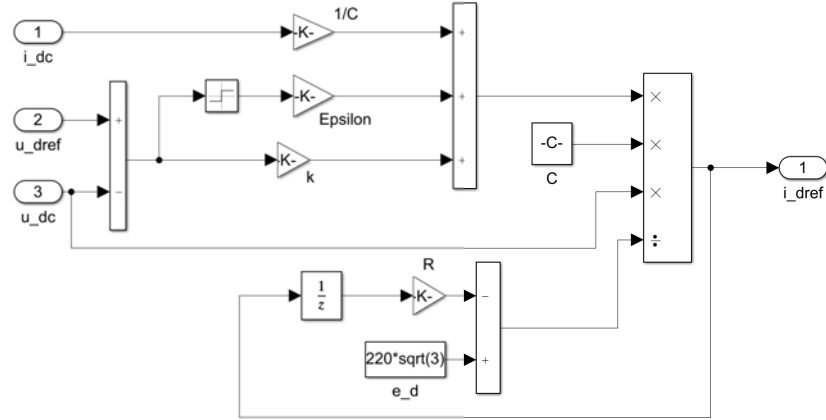 1
i_dc
-K-
1/C
+
2
u_dref
+
-K-
Epsilon
+
×
-K-
k
+
-C-
C
×
1
i_dref
3
u_dc
−
×
÷
R
1
z
-K-
−
220*sqrt(3)
e_d
+